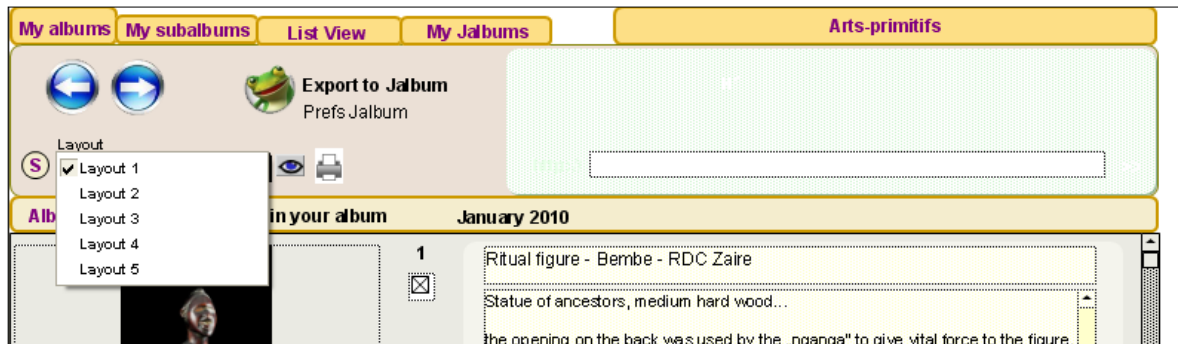 My albums My subalbums List View My Jalbums Arts-primitifs
Export to Jalbum
Prefs Jalbum
Layout
S
Layout 1
Layout 2
Layout 3
Layout 4
Layout 5
>>
Alb in your album January 2010
1
Ritual figure - Bembe - RDC Zaire
Statue of ancestors, medium hard wood...
the opening on the back was used by the „nganga" to give vital force to the figure